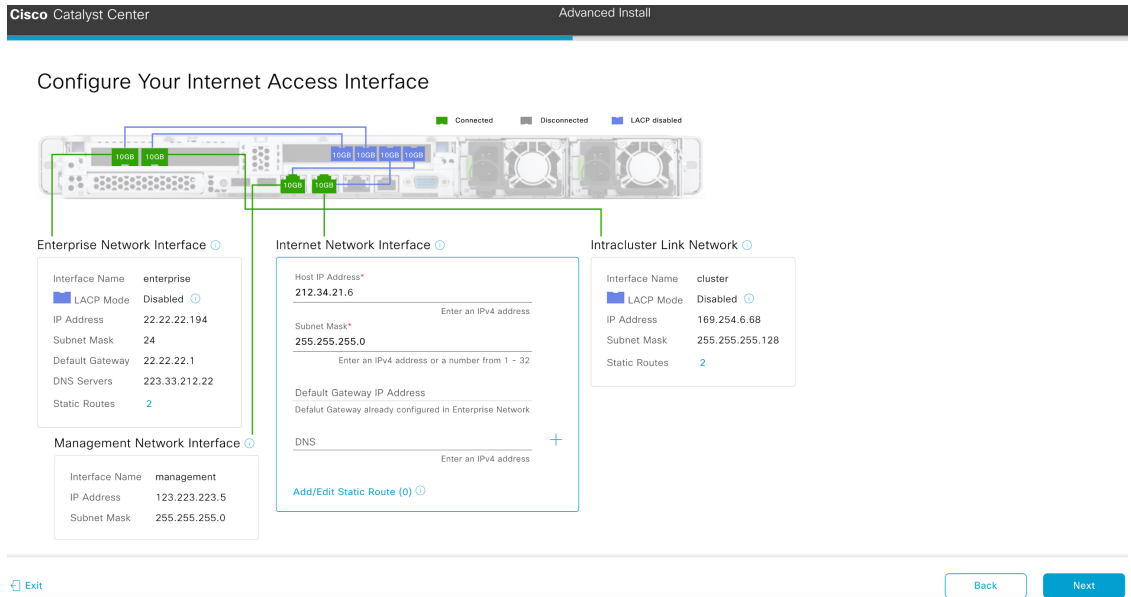 Cisco Catalyst Center
Advanced Install
Configure Your Internet Access Interface
Connected
Disconnected
LACP disabled
10GB 10GB
10GB 10GB 10GB 10GB
10GB 10GB
Enterprise Network Interface
Interface Name enterprise
LACP Mode Disabled
IP Address 22.22.22.194
Subnet Mask 24
Default Gateway 22.22.22.1
DNS Servers 223.33.212.22
Static Routes 2
Management Network Interface
Interface Name management
IP Address 123.223.223.5
Subnet Mask 255.255.255.0
Internet Network Interface
Host IP Address*
212.34.21.6
Enter an IPv4 address
Subnet Mask*
255.255.255.0
Enter an IPv4 address or a number from 1 - 32
Default Gateway IP Address
Defalut Gateway already configured in Enterprise Network
DNS
Enter an IPv4 address
Add/Edit Static Route (0)
Intracluster Link Network
Interface Name cluster
LACP Mode Disabled
IP Address 169.254.6.68
Subnet Mask 255.255.255.128
Static Routes 2
Exit
Back
Next